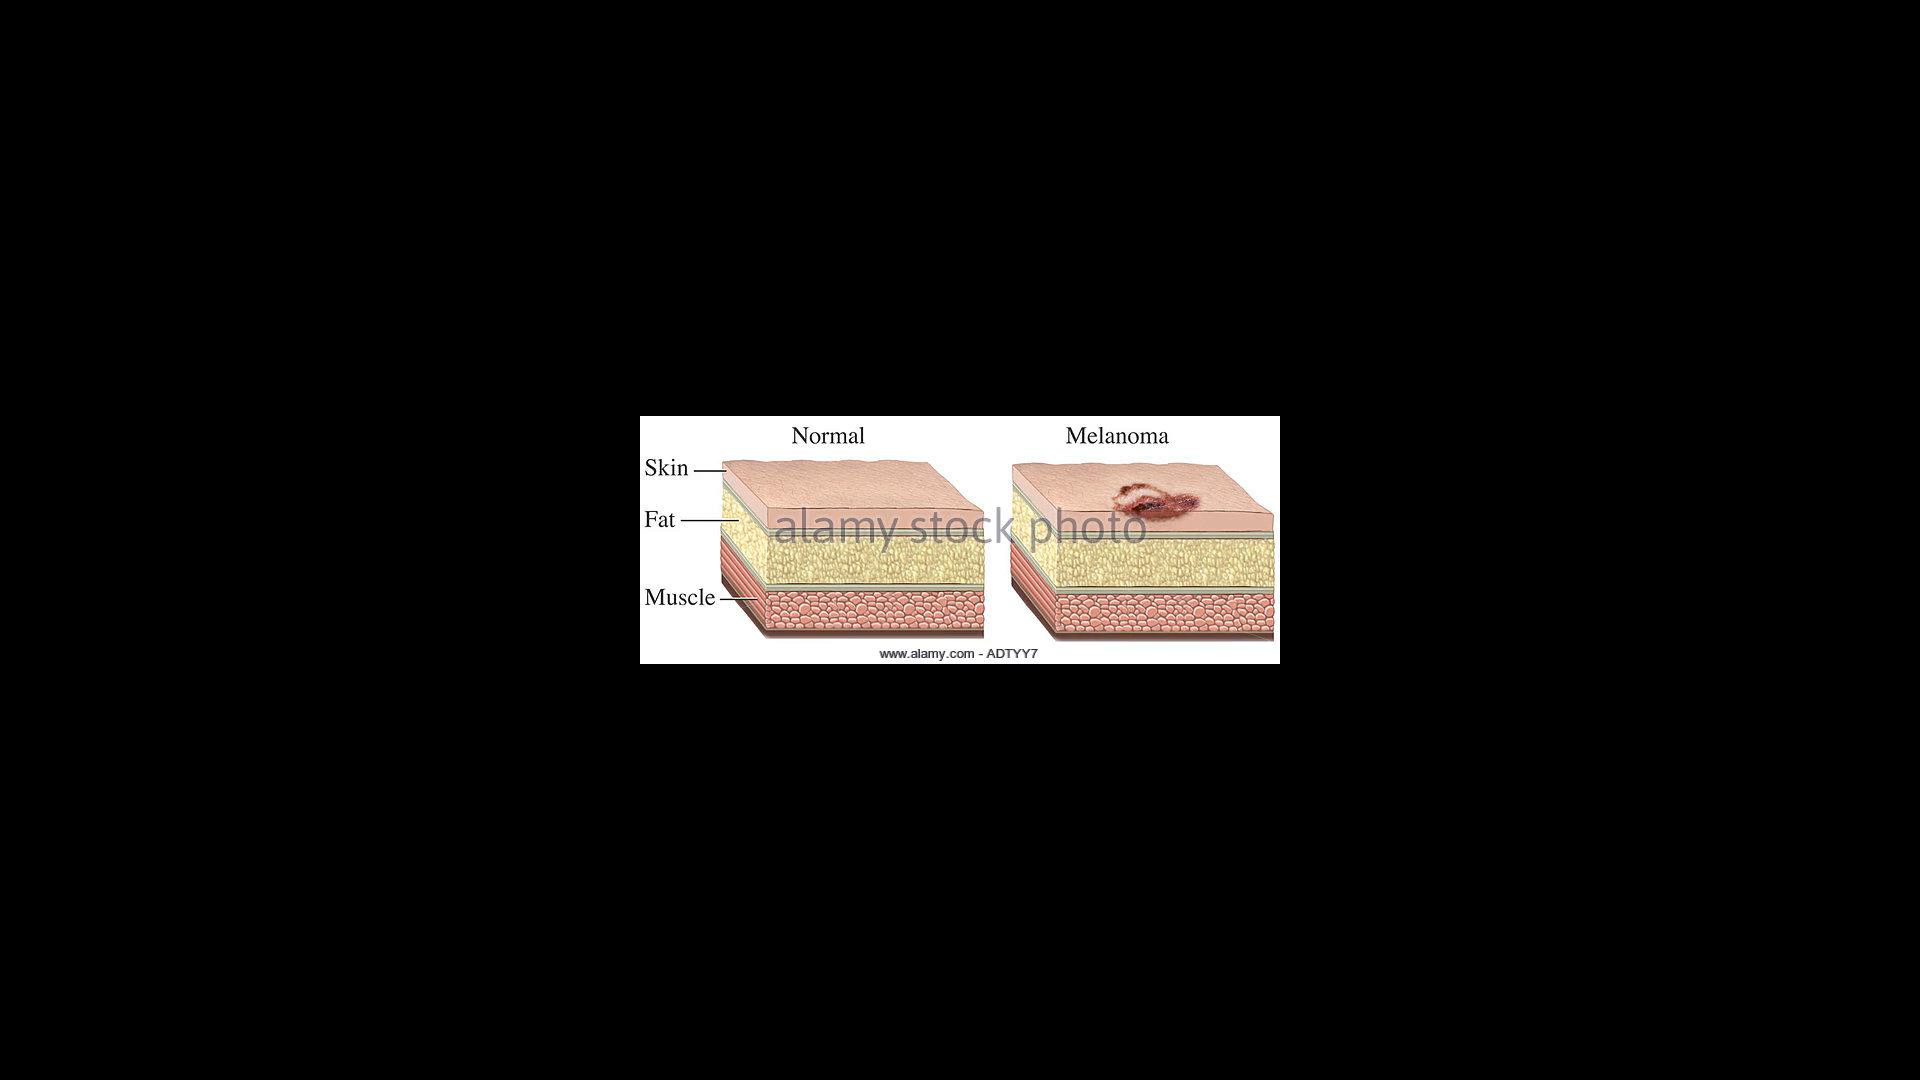 Normal
Melanoma
Skin
Fat
alamy stock photo
Muscle
www.alamy.com - ADTYY7